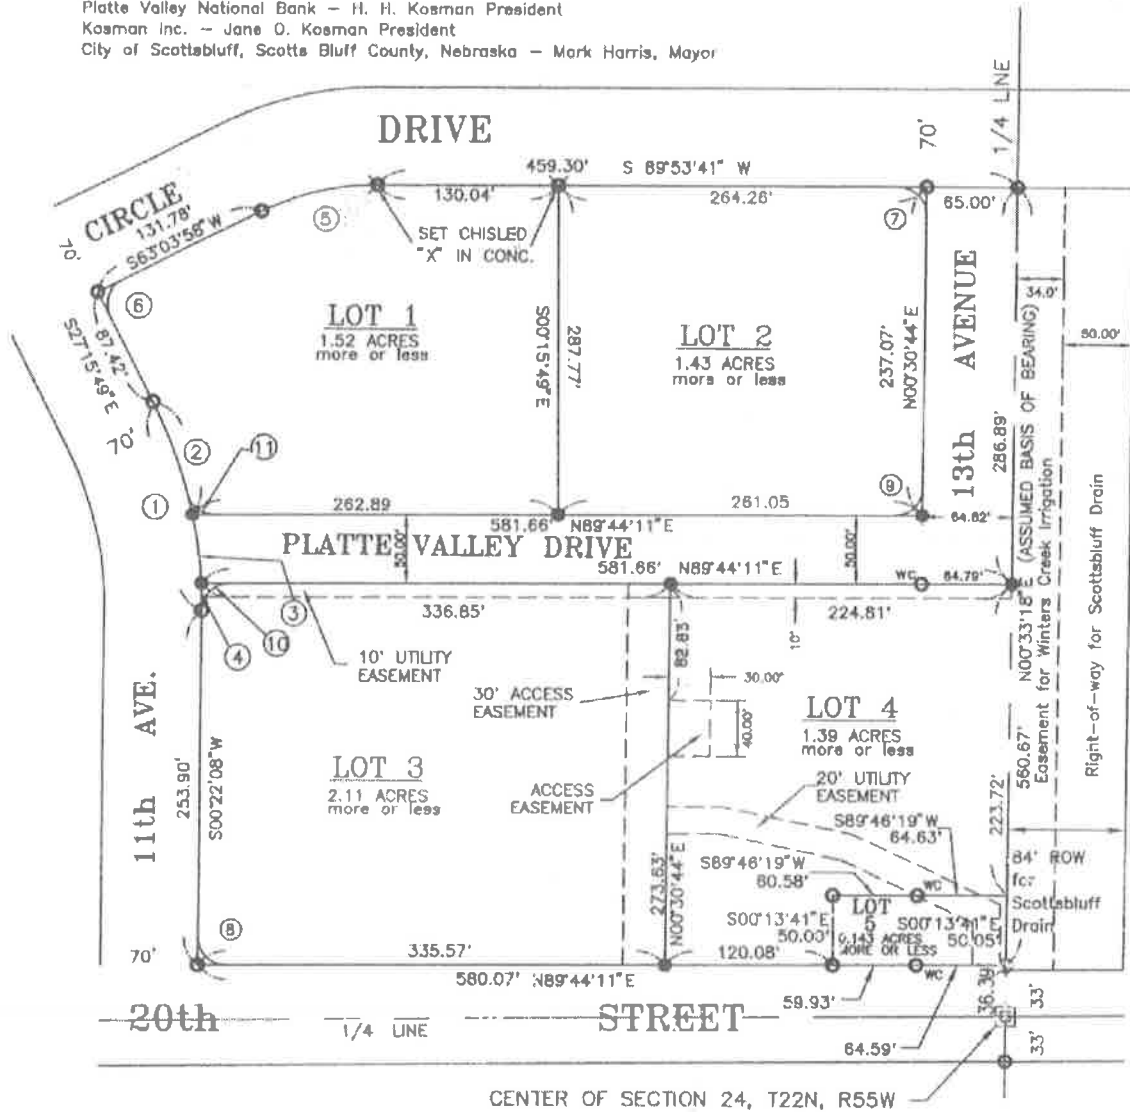 Platte Valley National Bank – H. H. Kosman President
Kosman Inc. – Jane O. Kosman President
City of Scottsbluff, Scotts Bluff County, Nebraska – Mark Harris, Mayor
1/4 LINE
DRIVE
70'
459.30'
S 89°53'41" W
130.04'
264.26'
65.00'
CIRCLE
131.78'
S63°03'58"W
70'
5
7
SET CHISLED
"X" IN CONC.
6
34.0'
50.00'
S27°15'49"E
87.42'
LOT 1
1.52 ACRES
more or less
S00°15'49"E
287.77'
LOT 2
1.43 ACRES
more or less
237.07'
N00°30'44"E
13th AVENUE
286.89'
70'
2
11
1
9
262.89
261.05
64.62'
581.66' N89°44'11"E
PLATTE VALLEY DRIVE
50.00'
50.00'
581.66' N89°44'11"E
WC
64.79'
336.85'
224.81'
3
10
4
10'
10' UTILITY
EASEMENT
82.83'
30' ACCESS
EASEMENT
30.00'
40.00'
N00°33'18"E (ASSUMED BASIS OF BEARING)
560.67'
Easement for Winters Creek Irrigation
Right-of-way for Scottsbluff Drain
11th AVE.
253.90'
S00°22'08"W
LOT 3
2.11 ACRES
more or less
ACCESS
EASEMENT
LOT 4
1.39 ACRES
more or less
20' UTILITY
EASEMENT
S89°46'19"W
64.63'
223.72'
S89°46'19"W
60.58'
WC
84' ROW
for
Scottsbluff
Drain
273.63'
N00°30'44"E
LOT
5
0.143 ACRES
MORE OR LESS
S00°13'41"E
50.00'
S00°13'41"E
50.05'
8
70'
335.57'
120.08'
580.07' N89°44'11"E
WC
59.93'
36.39
33'
20th STREET
1/4 LINE
64.59'
33'
CENTER OF SECTION 24, T22N, R55W